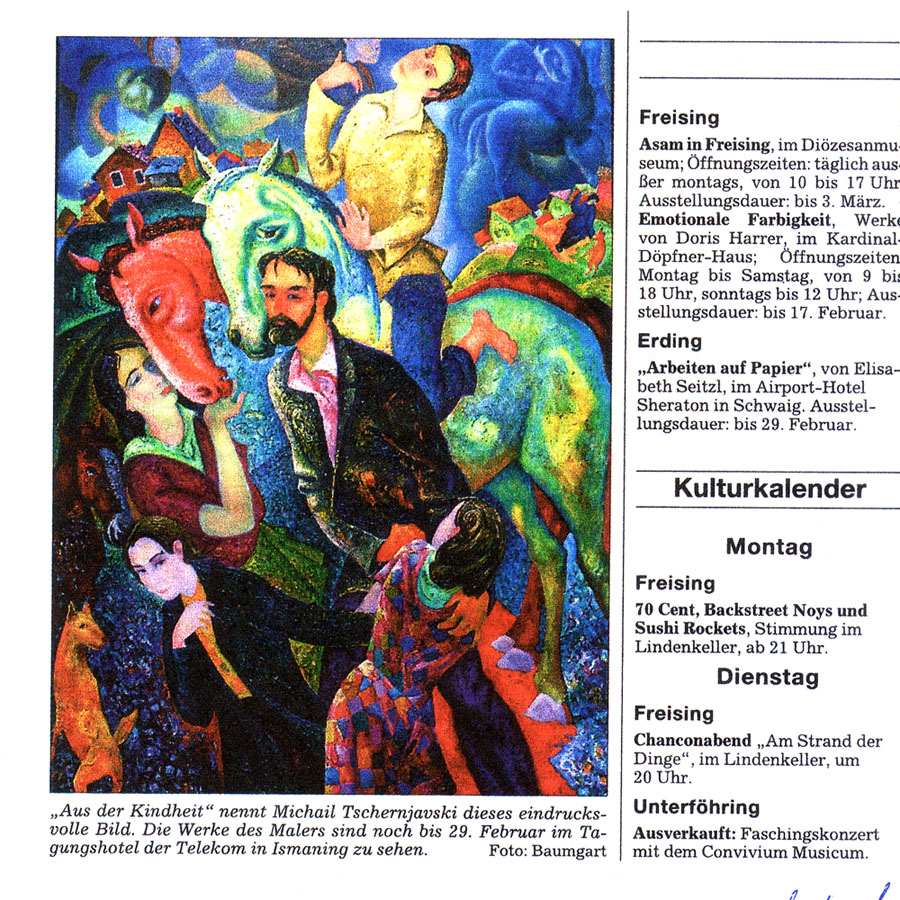 „Aus der Kindheit“ nennt Michail Tschernjavski dieses eindrucks-
volle Bild. Die Werke des Malers sind noch bis 29. Februar im Ta-
gungshotel der Telekom in Ismaning zu sehen. Foto: Baumgart
Freising
Asam in Freising, im Diözesanmu-
seum; Öffnungszeiten: täglich aus-
ßer montags, von 10 bis 17 Uhr
Ausstellungsdauer: bis 3. März.
Emotionale Farbigkeit, Werke
von Doris Harrer, im Kardinal-
Döpfner-Haus; Öffnungszeiten
Montag bis Samstag, von 9 bis
18 Uhr, sonntags bis 12 Uhr; Aus-
stellungsdauer: bis 17. Februar.
Erding
„Arbeiten auf Papier“, von Elisa-
beth Seitzl, im Airport-Hotel
Sheraton in Schwaig. Ausstel-
lungsdauer: bis 29. Februar.
Kulturkalender
Montag
Freising
70 Cent, Backstreet Noys und
Sushi Rockets, Stimmung im
Lindenkeller, ab 21 Uhr.
Dienstag
Freising
Chanconabend „Am Strand der
Dinge“, im Lindenkeller, um
20 Uhr.
Unterföhring
Ausverkauft: Faschingskonzert
mit dem Convivium Musicum.